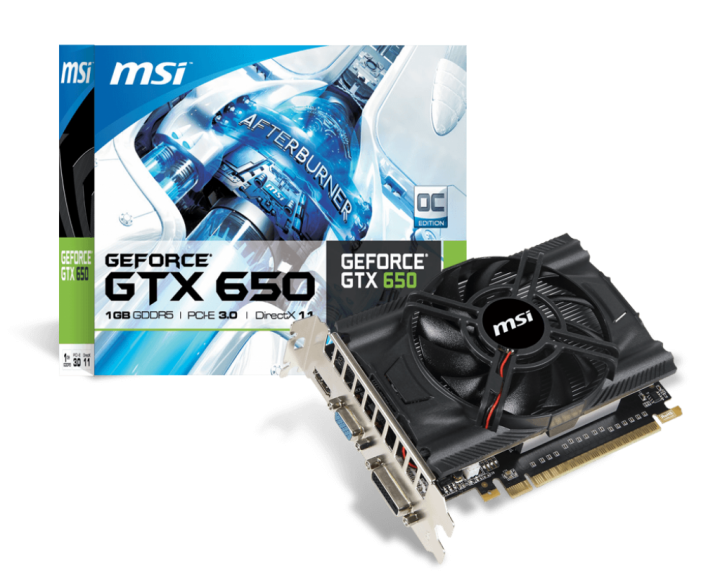 msi
msi
AFTERBURNER
msi
OC
EDITION
GEFORCE
GTX 650
GEFORCE
GTX 650
GEFORCE
GTX 650
1GB GDDR5 | PCI-E 3.0 | DirectX 11
msi